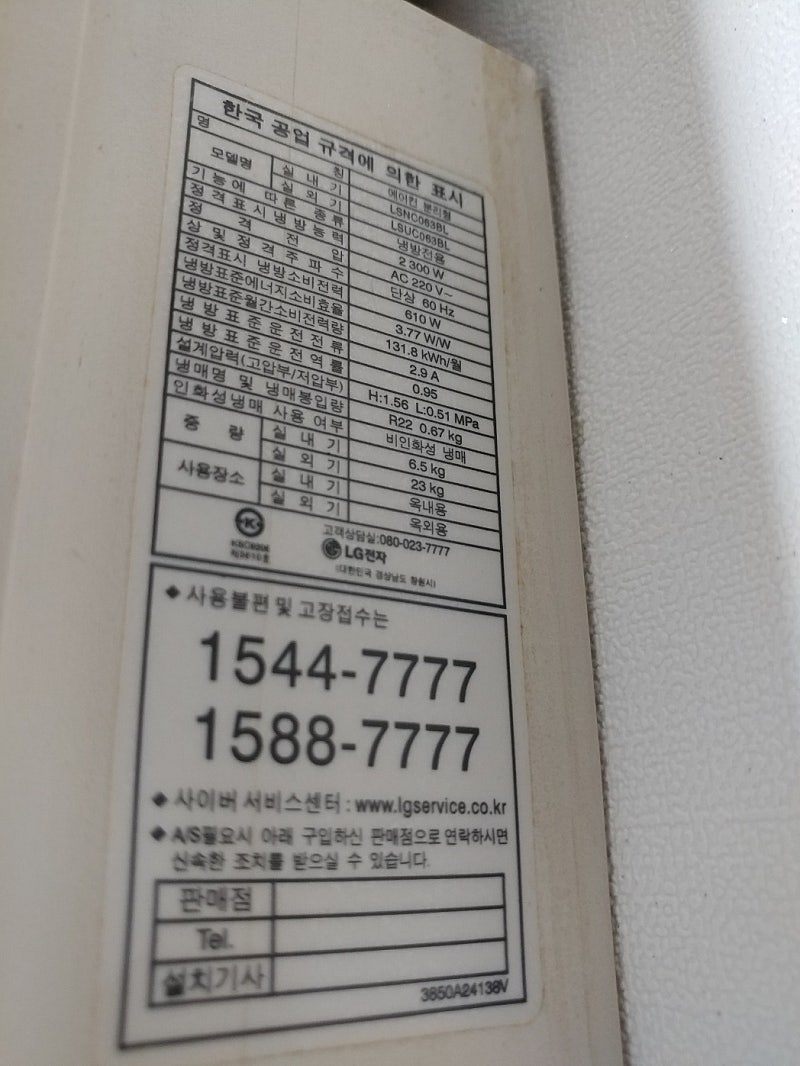 한국 공업 규격에 의한 표시
명 칭 에어컨 분리형
모델명 실내기 LSNC063BL
실외기 LSUC063BL
기능에 따른 종류 냉방전용
정격표시냉방능력 2 300 W
정격전압 AC 220 V~
상및정격주파수 단상 60 Hz
정격표시 냉방소비전력 610 W
냉방표준에너지소비효율 3.77 W/W
냉방표준월간소비전력량 131.8 kWh/월
냉방표준운전전류 2.9 A
냉방표준운전역률 0.95
설계압력(고압부/저압부) H:1.56 L:0.51 MPa
냉매명 및 냉매봉입량 R22 0.67 kg
인화성냉매 사용 여부 비인화성 냉매
중 량 실내기 6.5 kg
실외기 23 kg
사용장소 실내기 옥내용
실외기 옥외용
고객상담실:080-023-7777
LG전자
(대한민국 경상남도 창원시)
◆ 사용불편 및 고장접수는
1544-7777
1588-7777
◆ 사이버 서비스센터 : www.lgservice.co.kr
◆ A/S필요시 아래 구입하신 판매점으로 연락하시면
신속한 조치를 받으실 수 있습니다.
판매점
Tel.
설치기사
3850A24138V